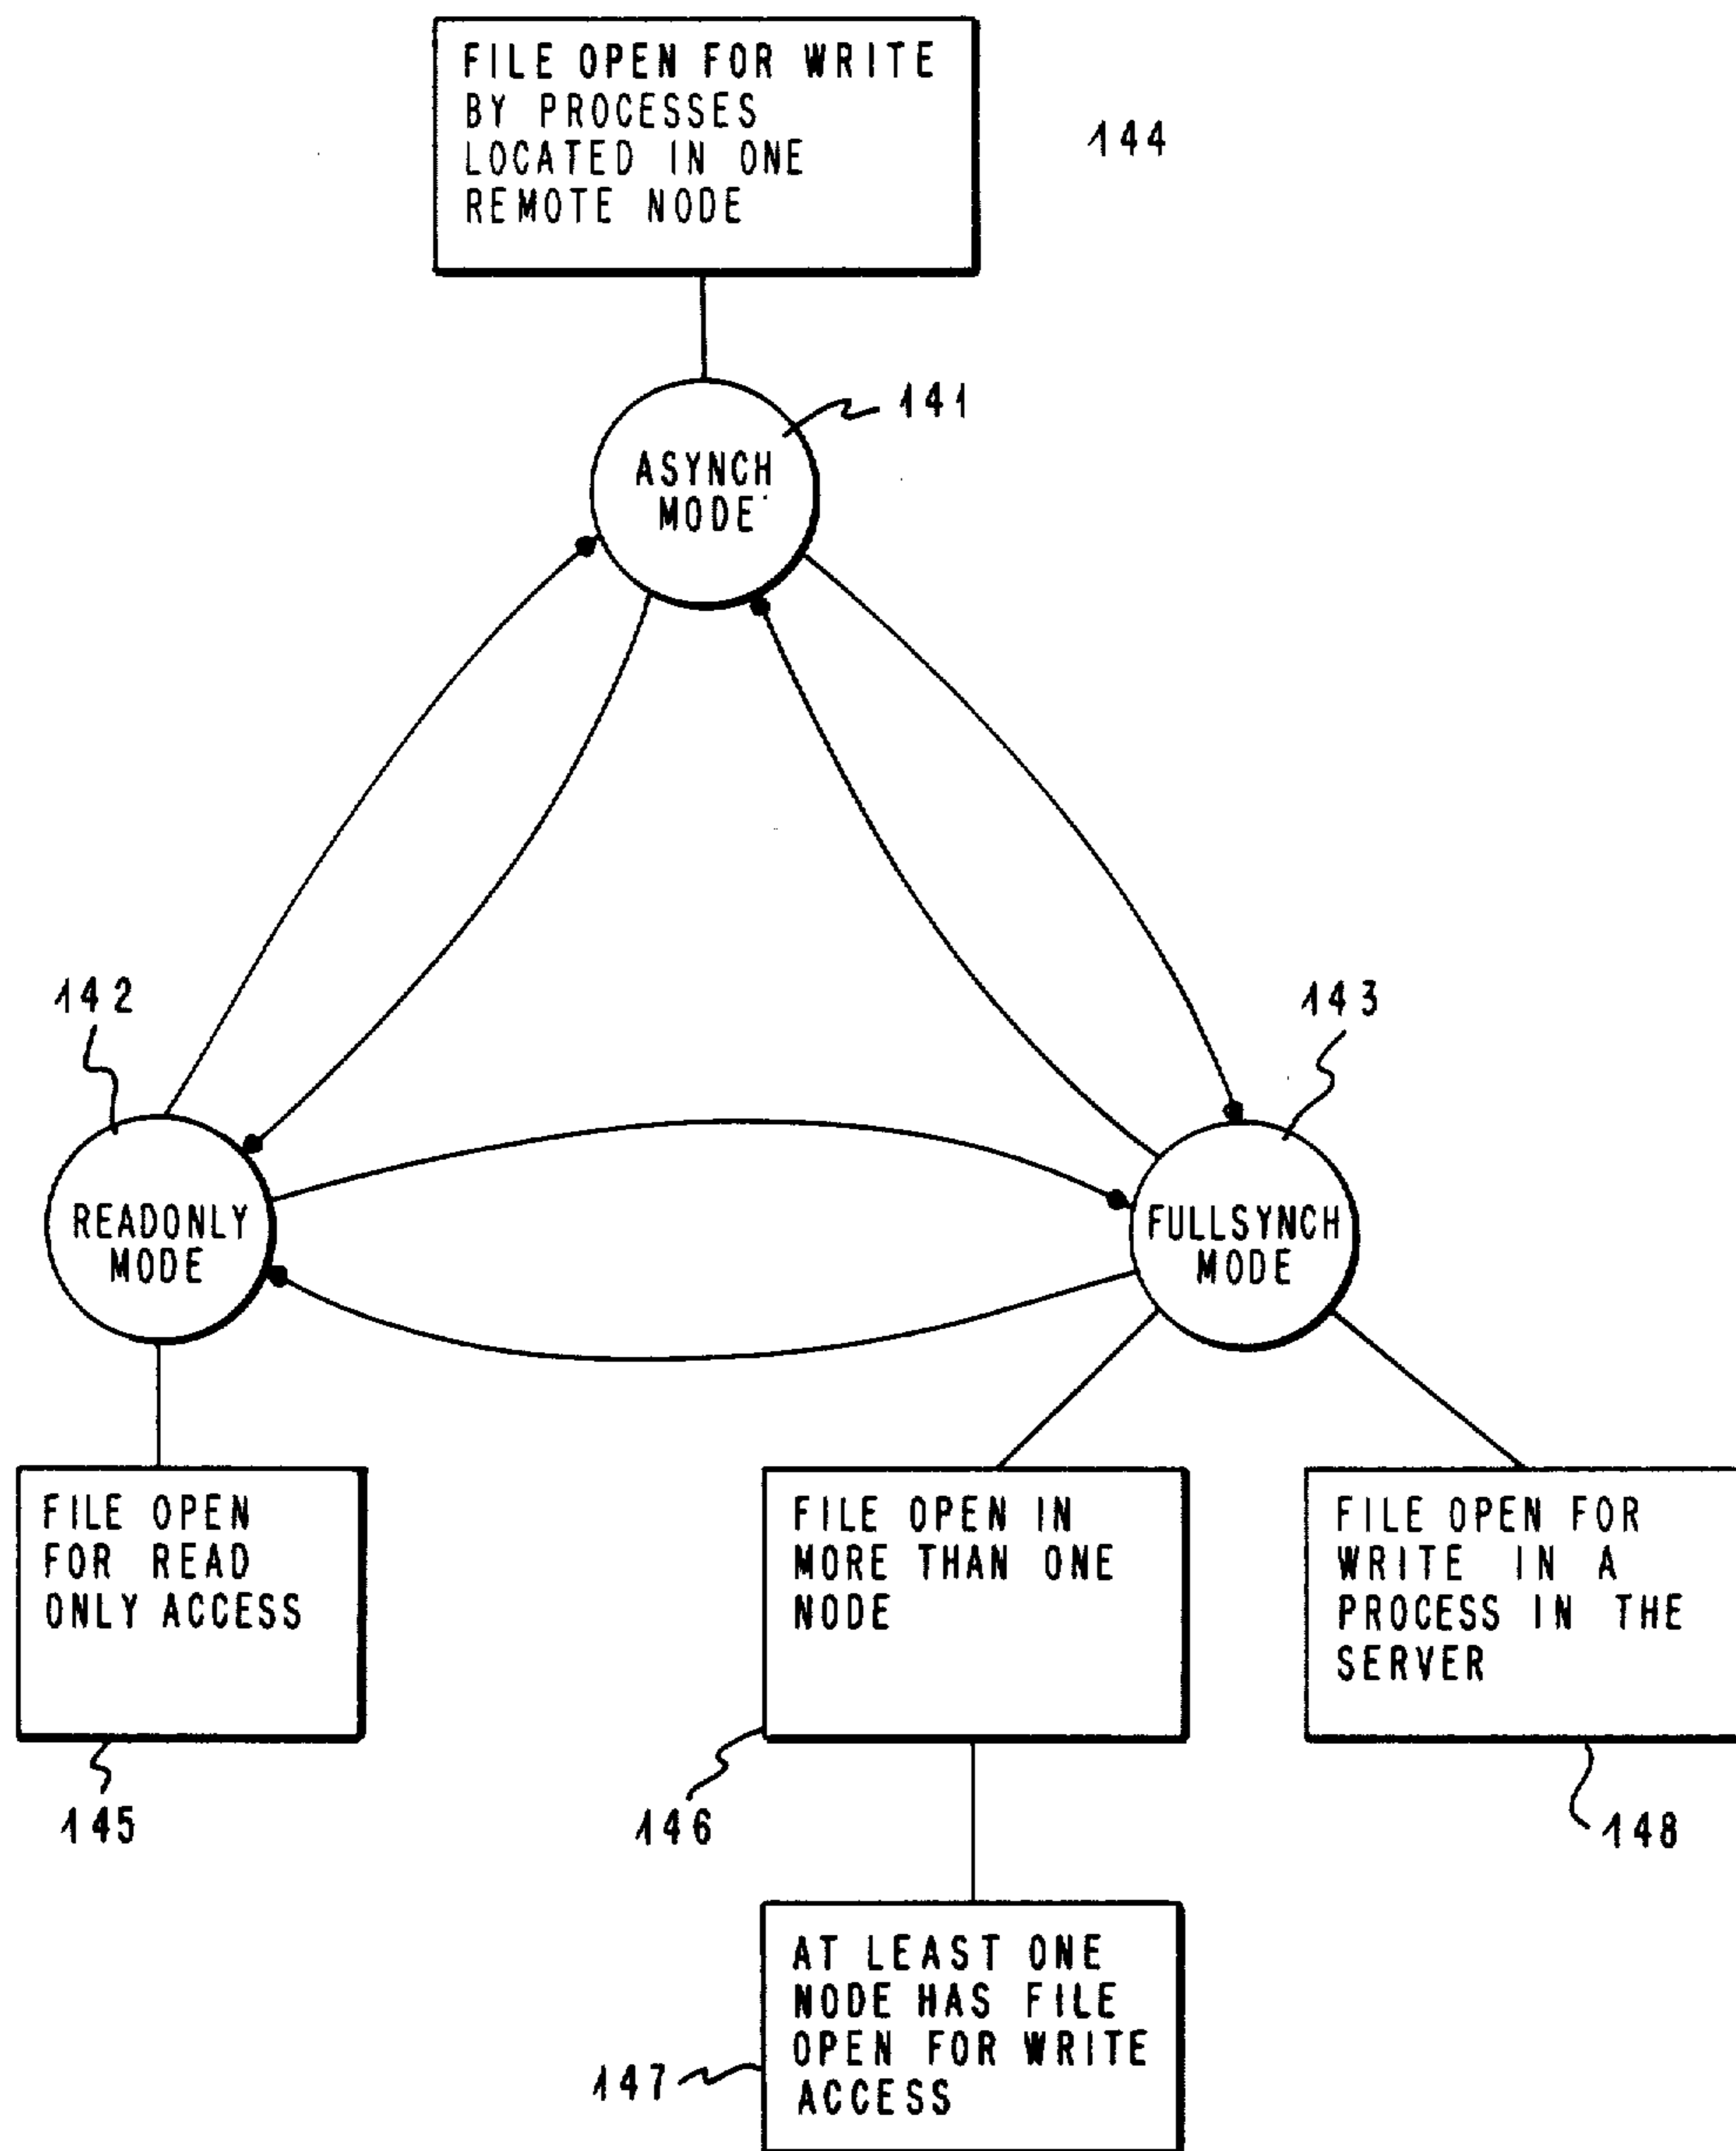 FILE OPEN FOR WRITE
BY PROCESSES
LOCATED IN ONE
REMOTE NODE
144
141
ASYNCH
MODE
142
143
READONLY
MODE
FULLSYNCH
MODE
FILE OPEN
FOR READ
ONLY ACCESS
FILE OPEN IN
MORE THAN ONE
NODE
FILE OPEN FOR
WRITE IN A
PROCESS IN THE
SERVER
145
146
148
AT LEAST ONE
NODE HAS FILE
OPEN FOR WRITE
ACCESS
147